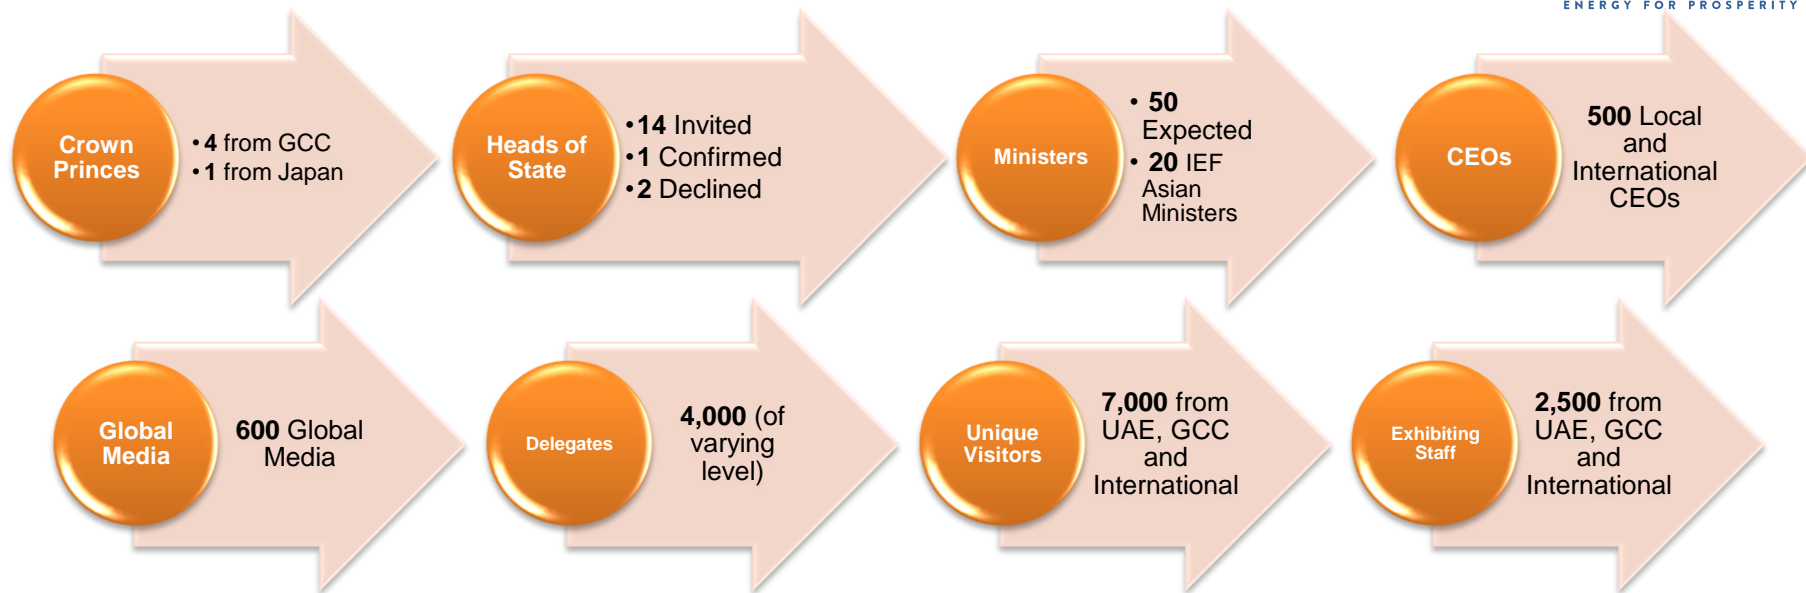 ENERGY FOR PROSPERITY
Crown
Princes
• 4 from GCC
• 1 from Japan
Heads of
State
• 14 Invited
• 1 Confirmed
• 2 Declined
Ministers
• 50
Expected
• 20 IEF
Asian
Ministers
CEOs
500 Local
and
International
CEOs
Global
Media
600 Global
Media
Delegates
4,000 (of
varying
level)
Unique
Visitors
7,000 from
UAE, GCC
and
International
Exhibiting
Staff
2,500 from
UAE, GCC
and
International